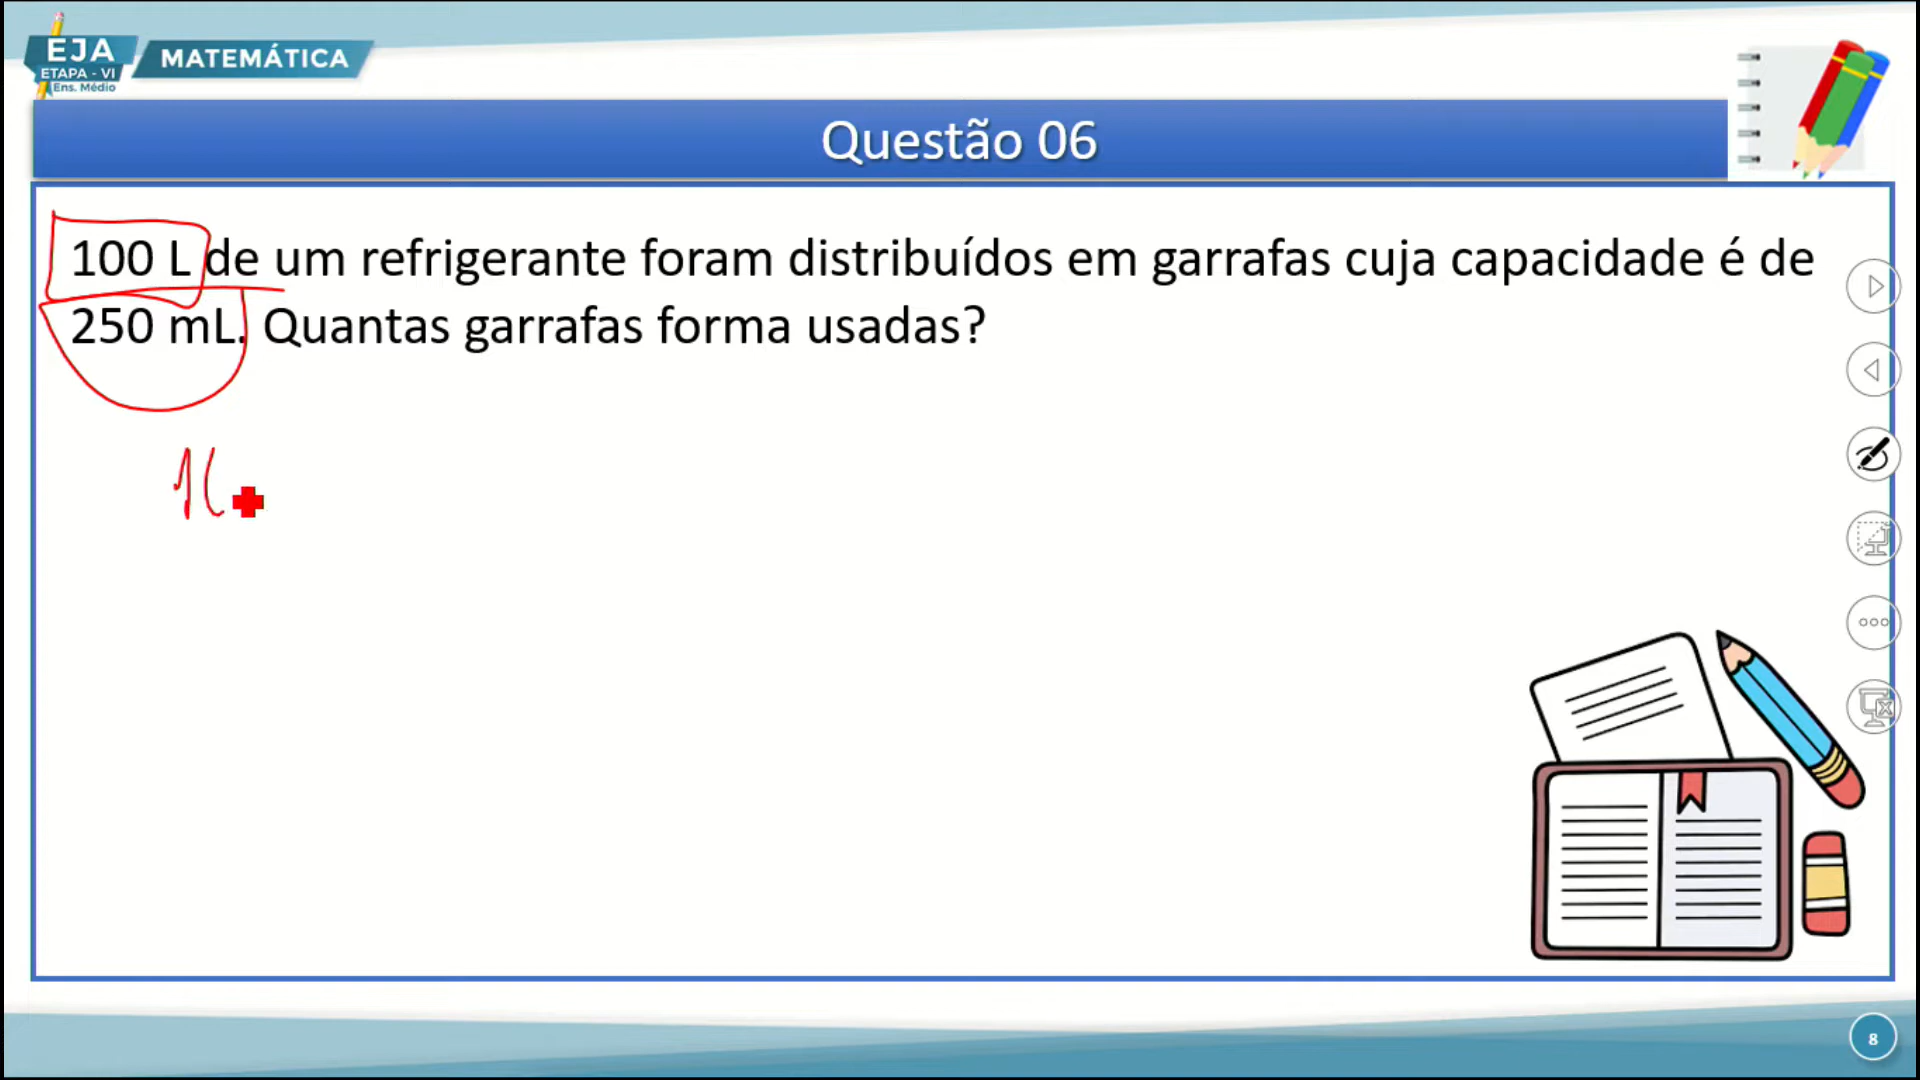 EJA
ETAPA - VI
Ens. Médio
MATEMÁTICA
Questão 06
100 L de um refrigerante foram distribuídos em garrafas cuja capacidade é de
250 mL. Quantas garrafas forma usadas?
8